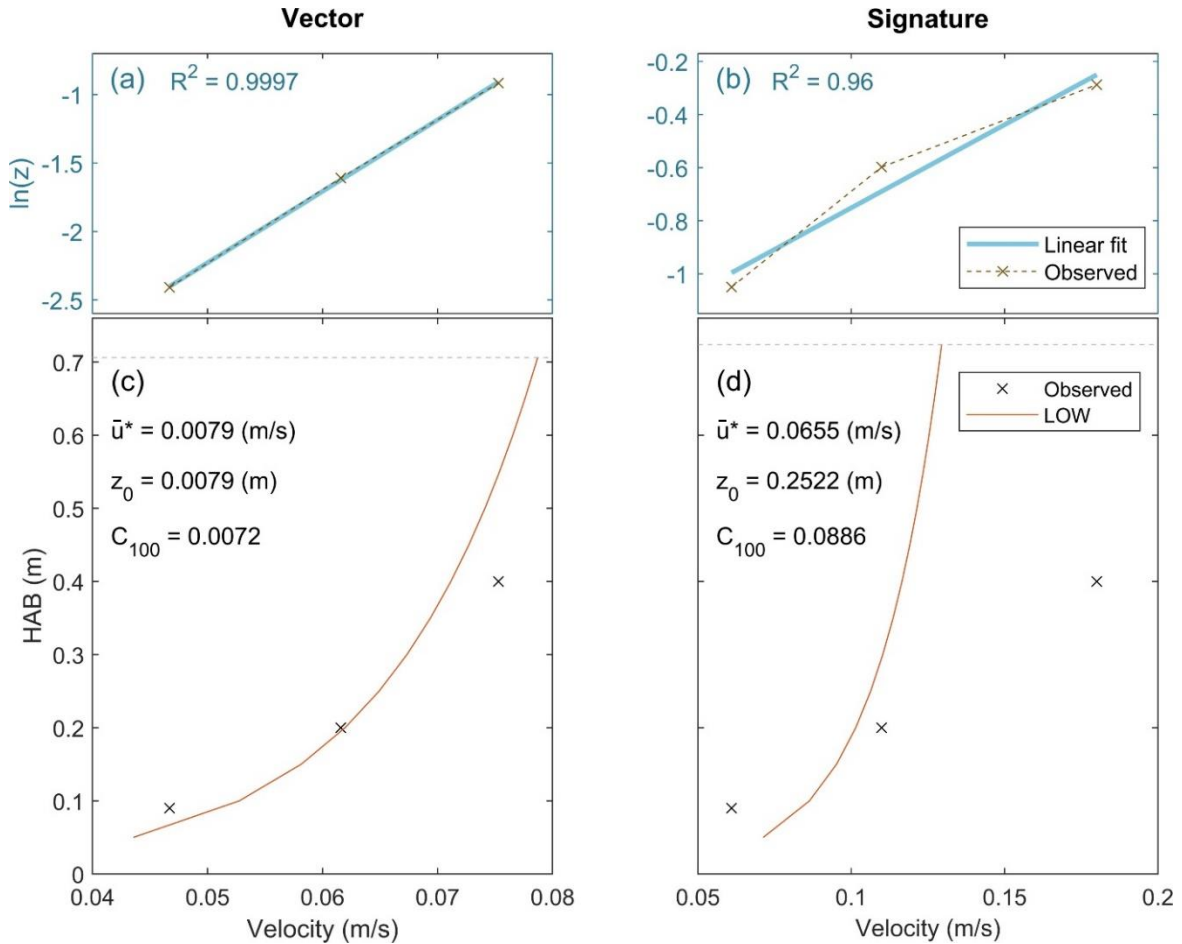 Vector
Signature
(a) R² = 0.9997
ln(z)
-1
-1.5
-2
-2.5
(b) R² = 0.96
-0.2
-0.4
-0.6
-0.8
-1
Linear fit
Observed
(c)
ū* = 0.0079 (m/s)
z₀ = 0.0079 (m)
C₁₀₀ = 0.0072
HAB (m)
0.7
0.6
0.5
0.4
0.3
0.2
0.1
0
0.04 0.05 0.06 0.07 0.08
Velocity (m/s)
(d)
ū* = 0.0655 (m/s)
z₀ = 0.2522 (m)
C₁₀₀ = 0.0886
Observed
LOW
0.05 0.1 0.15 0.2
Velocity (m/s)